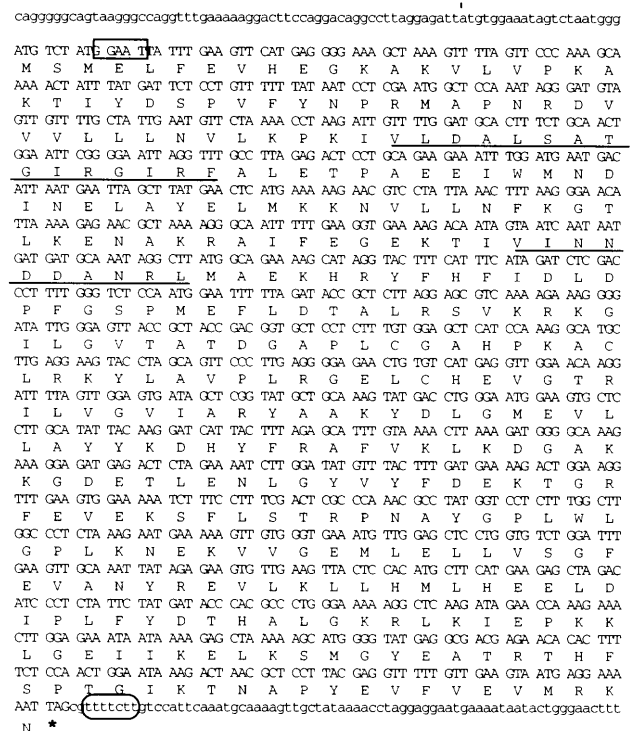 cagggggcagtaagggccaggtttgaaaaaggacttccaggacaggccttaggagattatgtggaaatagtctaatggg
ATG TCT ATG GAA TTA TTT GAA GTT CAT GAG GGG AAA GCT AAA GTT TTA GTT CCC AAA GCA
M S M E L F E V H E G K A K V L V P K A
AAA ACT ATT TAT GAT TCT CCT GTT TTT TAT AAT CCT CGA ATG GCT CCA AAT AGG GAT GTA
K T I Y D S P V F Y N P R M A P N R D V
GTT GTT TTG CTA TTG AAT GTT CTA AAA CCT AAG ATT GTT TTG GAT GCA CTT TCT GCA ACT
V V L L L N V L K P K I V L D A L S A T
GGA ATT CGG GGA ATT AGG TTT GCC TTA GAG ACT CCT GCA GAA GAA ATT TGG ATG AAT GAC
G I R G I R F A L E T P A E E I W M N D
ATT AAT GAA TTA GCT TAT GAA CTC ATG AAA AAG AAC GTC CTA TTA AAC TTT AAG GGA ACA
I N E L A Y E L M K K N V L L N F K G T
TTA AAA GAG AAC GCT AAA AGG GCA ATT TTT GAA GGT GAA AAG ACA ATA GTA ATC AAT AAT
L K E N A K R A I F E G E K T I V I N N
GAT GAT GCA AAT AGG CTT ATG GCA GAA AAG CAT AGG TAC TTT CAT TTC ATA GAT CTC GAC
D D A N R L M A E K H R Y F H F I D L D
CCT TTT GGG TCT CCA ATG GAA TTT TTA GAT ACC GCT CTT AGG AGC GTC AAA AGA AAG GGG
P F G S P M E F L D T A L R S V K R K G
ATA TTG GGA GTT ACC GCT ACC GAC GGT GCT CCT CTT TGT GGA GCT CAT CCA AAG GCA TGC
I L G V T A T D G A P L C G A H P K A C
TTG AGG AAG TAC CTA GCA GTT CCC TTG AGG GGA GAA CTG TGT CAT GAG GTT GGA ACA AGG
L R K Y L A V P L R G E L C H E V G T R
ATT TTA GTT GGA GTG ATA GCT CGG TAT GCT GCA AAG TAT GAC CTG GGA ATG GAA GTG CTC
I L V G V I A R Y A A K Y D L G M E V L
CTT GCA TAT TAC AAG GAT CAT TAC TTT AGA GCA TTT GTA AAA CTT AAA GAT GGG GCA AAG
L A Y Y K D H Y F R A F V K L K D G A K
AAA GGA GAT GAG ACT CTA GAA AAT CTT GGA TAT GTT TAC TTT GAT GAA AAG ACT GGA AGG
K G D E T L E N L G Y V Y F D E K T G R
TTT GAA GTG GAA AAA TCT TTC CTT TCG ACT CGC CCA AAC GCC TAT GGT CCT CTT TGG CTT
F E V E K S F L S T R P N A Y G P L W L
GGC CCT CTA AAG AAT GAA AAA GTT GTG GGT GAA ATG TTG GAG CTC CTG GTG TCT GGA TTT
G P L K N E K V V G E M L E L L V S G F
GAA GTT GCA AAT TAT AGA GAA GTG TTG AAG TTA CTC CAC ATG CTT CAT GAA GAG CTA GAC
E V A N Y R E V L K L L H M L H E E L D
ATC CCT CTA TTC TAT GAT ACC CAC GCC CTG GGA AAA AGG CTC AAG ATA GAA CCA AAG AAA
I P L F Y D T H A L G K R L K I E P K K
CTT GGA GAA ATA ATA AAA GAG CTA AAA AGC ATG GGG TAT GAG GCG ACG AGA ACA CAC TTT
L G E I I K E L K S M G Y E A T R T H F
TCT CCA ACT GGA ATA AAG ACT AAC GCT CCT TAC GAG GTT TTT GTT GAA GTA ATG AGG AAA
S P T G I K T N A P Y E V F V E V M R K
AAT TAGcgttttcttgtccattcaaatgcaaaagttgctataaaacctaggaggaatgaaaataatactgggaacttt
N *